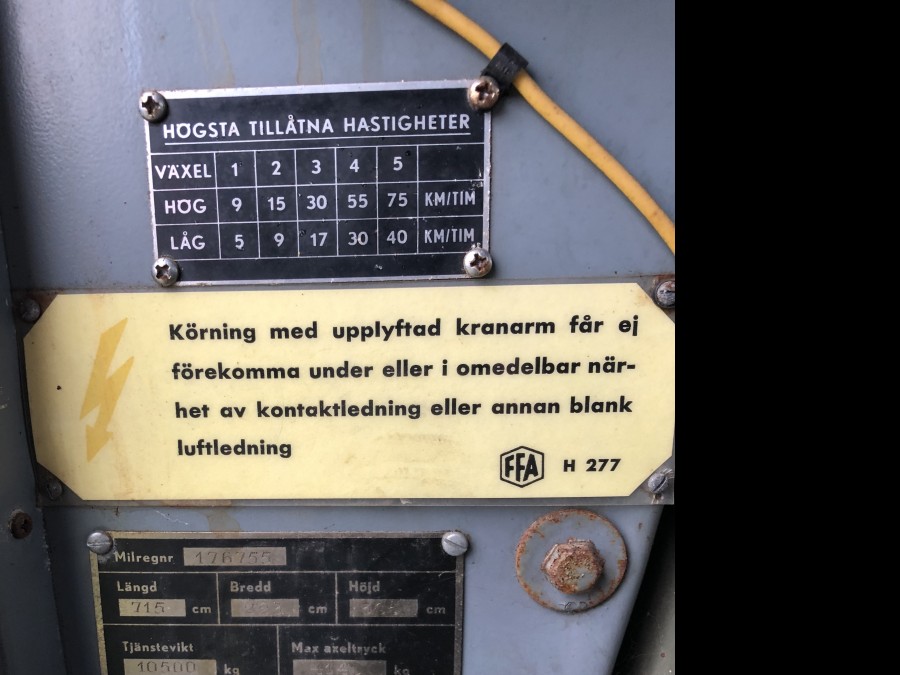 HÖGSTA TILLÅTNA HASTIGHETER
VÄXEL 1 2 3 4 5
HÖG 9 15 30 55 75 KM/TIM
LÅG 5 9 17 30 40 KM/TIM
Körning med upplyftad kranarm får ej
förekomma under eller i omedelbar när-
het av kontaktledning eller annan blank
luftledning
FFA H 277
Milregnr 176755
Längd Bredd Höjd
715 cm cm cm
Tjänstevikt Max axeltryck
10500 kg kg